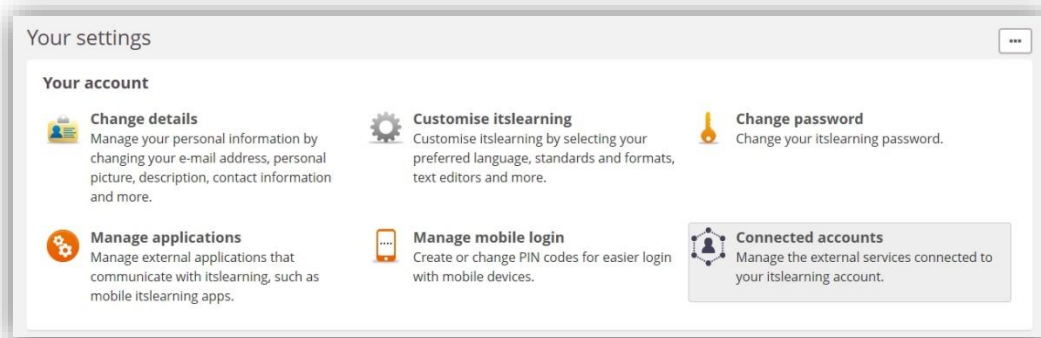 Your settings
...
Your account
Change details
Manage your personal information by
changing your e-mail address, personal
picture, description, contact information
and more.
Customise itslearning
Customise itslearning by selecting your
preferred language, standards and formats,
text editors and more.
Change password
Change your itslearning password.
Manage applications
Manage external applications that
communicate with itslearning, such as
mobile itslearning apps.
Manage mobile login
Create or change PIN codes for easier login
with mobile devices.
Connected accounts
Manage the external services connected to
your itslearning account.